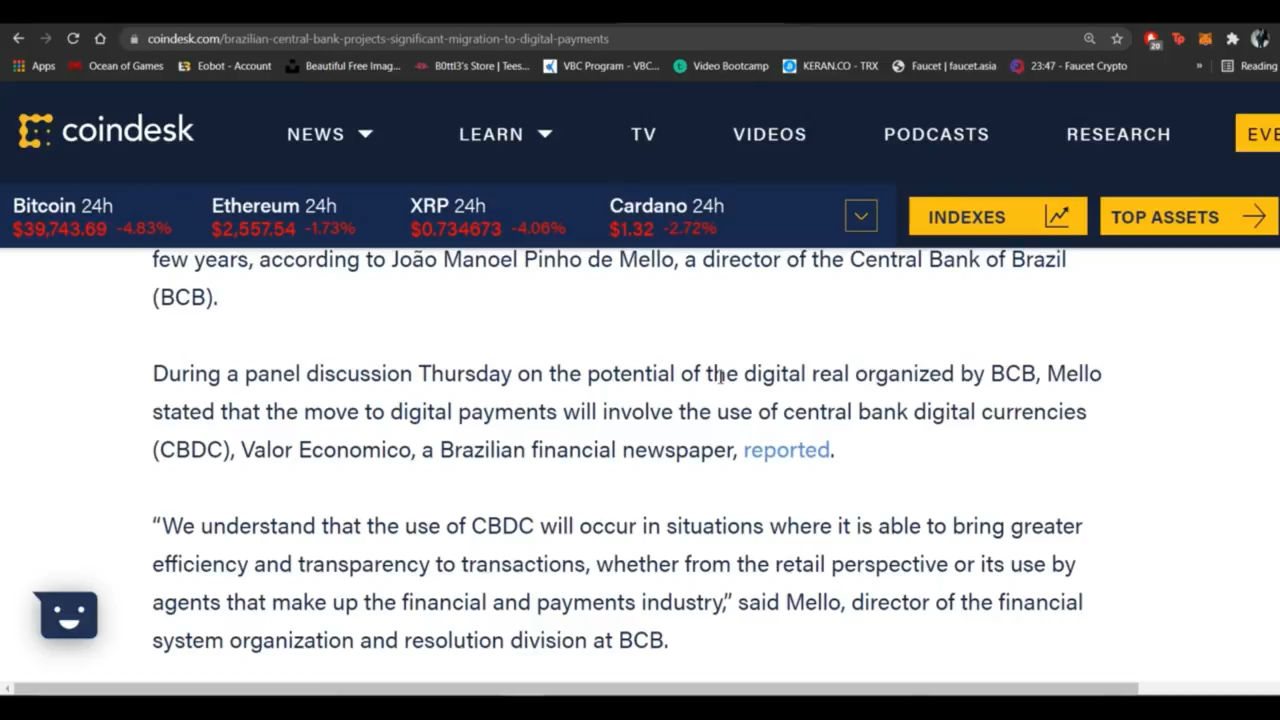 coindesk.com/brazilian-central-bank-projects-significant-migration-to-digital-payments
20
Tp
Apps Ocean of Games Eobot - Account Beautiful Free Imag... B0ttl3's Store | Tees... VBC Program - VBC... Video Bootcamp KERAN.CO - TRX Faucet | faucet.asia 23:47 - Faucet Crypto » Reading
coindesk NEWS LEARN TV VIDEOS PODCASTS RESEARCH EVE
Bitcoin 24h Ethereum 24h XRP 24h Cardano 24h
$39,743.69 -4.83% $2,557.54 -1.73% $0.734673 -4.06% $1.32 -2.72%
INDEXES TOP ASSETS
few years, according to João Manoel Pinho de Mello, a director of the Central Bank of Brazil
(BCB).
During a panel discussion Thursday on the potential of the digital real organized by BCB, Mello
stated that the move to digital payments will involve the use of central bank digital currencies
(CBDC), Valor Economico, a Brazilian financial newspaper, reported.
“We understand that the use of CBDC will occur in situations where it is able to bring greater
efficiency and transparency to transactions, whether from the retail perspective or its use by
agents that make up the financial and payments industry,” said Mello, director of the financial
system organization and resolution division at BCB.